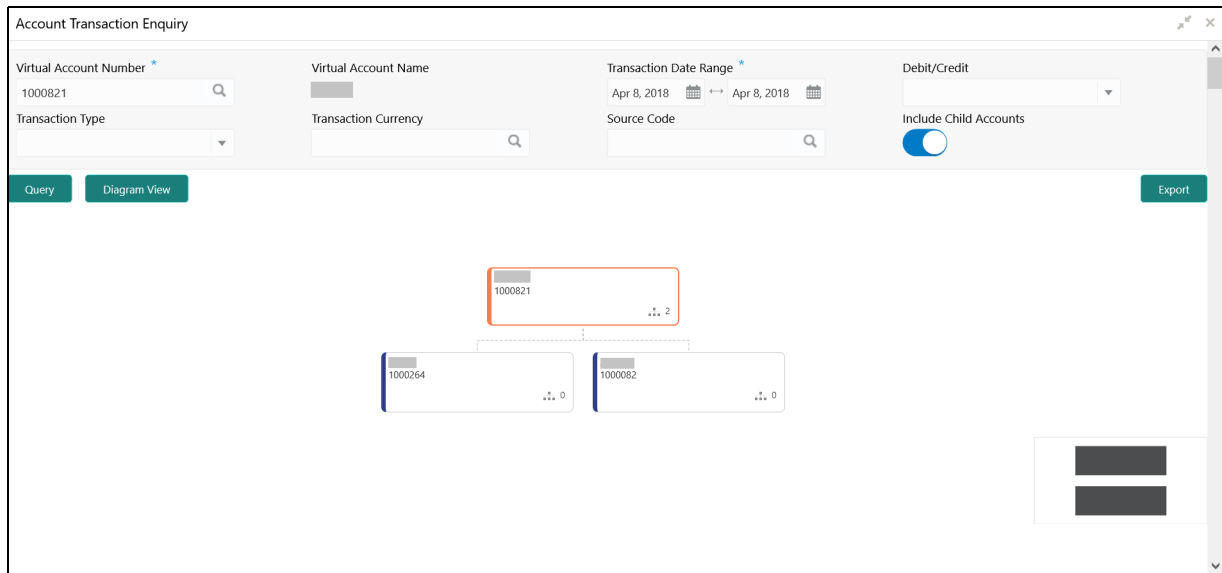 Account Transaction Enquiry
Virtual Account Number *
Virtual Account Name
Transaction Date Range *
Debit/Credit
1000821
Apr 8, 2018
Apr 8, 2018
Transaction Type
Transaction Currency
Source Code
Include Child Accounts
Query
Diagram View
Export
1000821
2
1000264
0
1000082
0